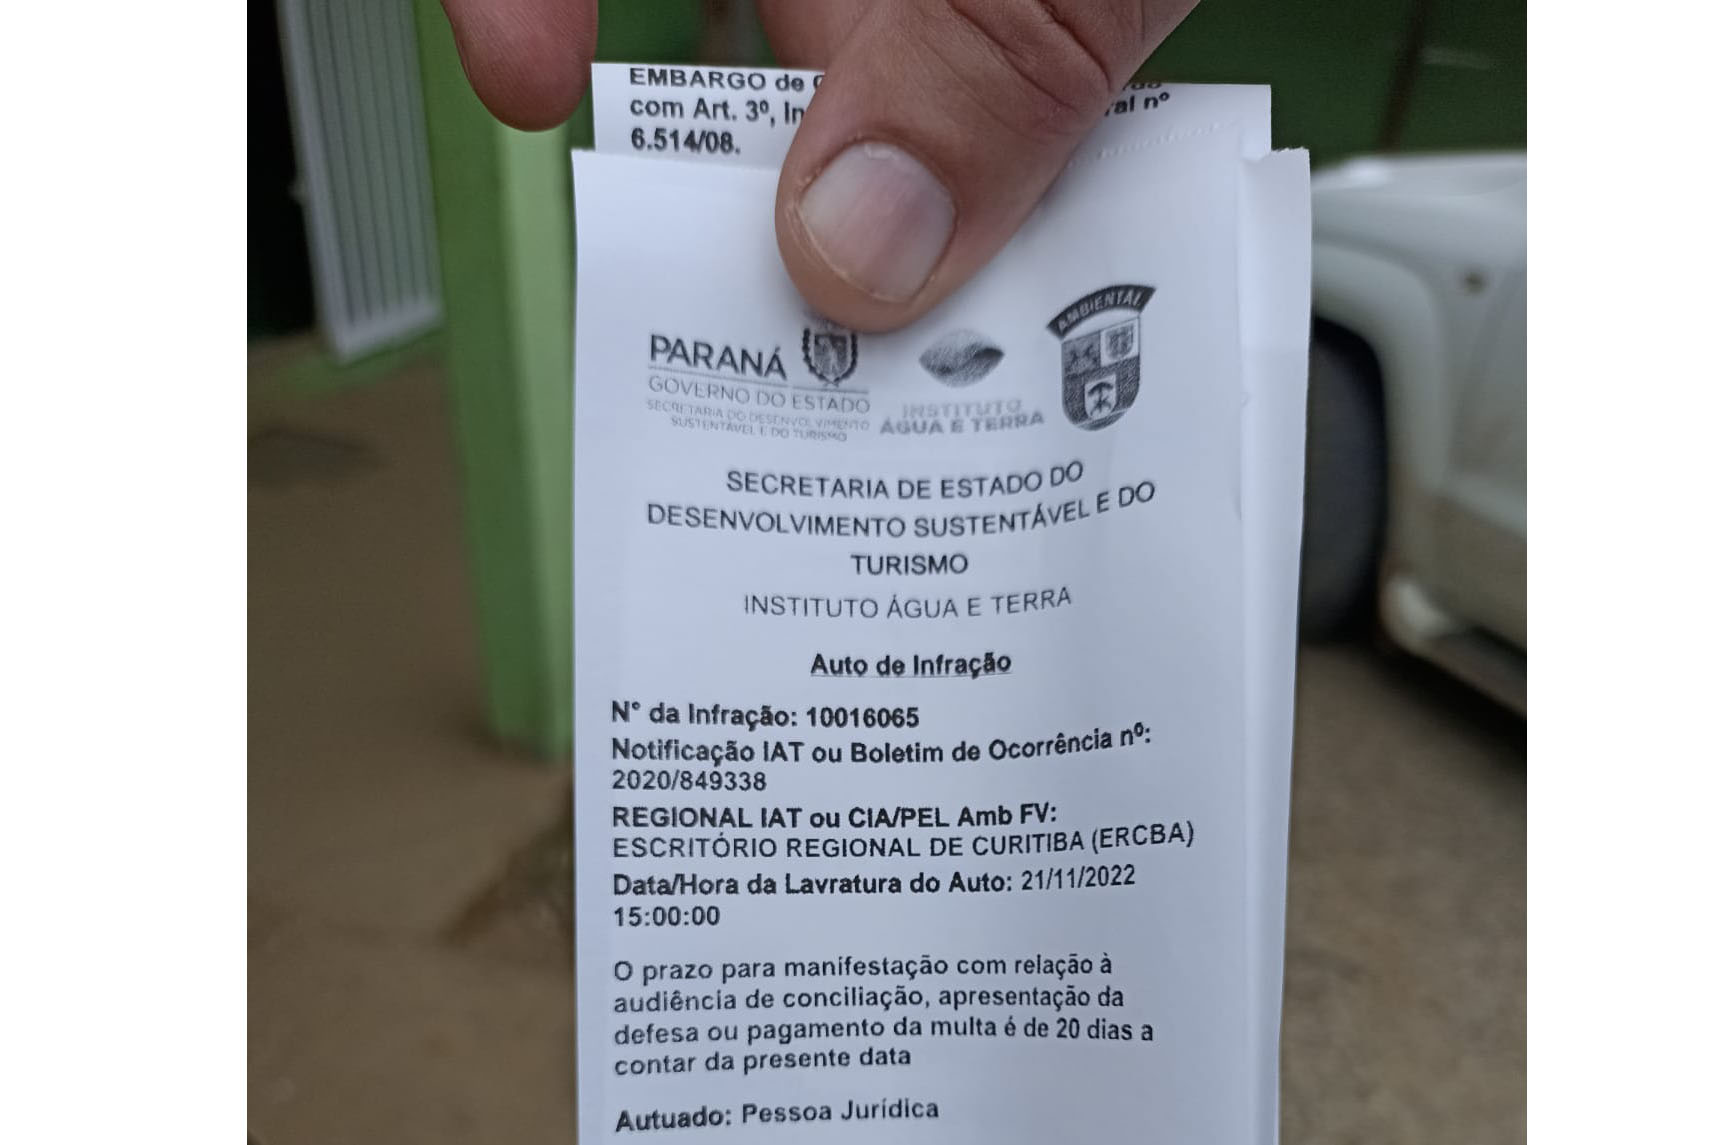 EMBARGO de
com Art. 3º, In al nº
6.514/08.
PARANÁ
GOVERNO DO ESTADO
SECRETARIA DO DESENVOLVIMENTO
SUSTENTÁVEL E DO TURISMO
INSTITUTO
ÁGUA E TERRA
AMBIENTAL
SECRETARIA DE ESTADO DO
DESENVOLVIMENTO SUSTENTÁVEL E DO
TURISMO
INSTITUTO ÁGUA E TERRA
Auto de Infração
N° da Infração: 10016065
Notificação IAT ou Boletim de Ocorrência nº:
2020/849338
REGIONAL IAT ou CIA/PEL Amb FV:
ESCRITÓRIO REGIONAL DE CURITIBA (ERCBA)
Data/Hora da Lavratura do Auto: 21/11/2022
15:00:00
O prazo para manifestação com relação à
audiência de conciliação, apresentação da
defesa ou pagamento da multa é de 20 dias a
contar da presente data
Autuado: Pessoa Jurídica